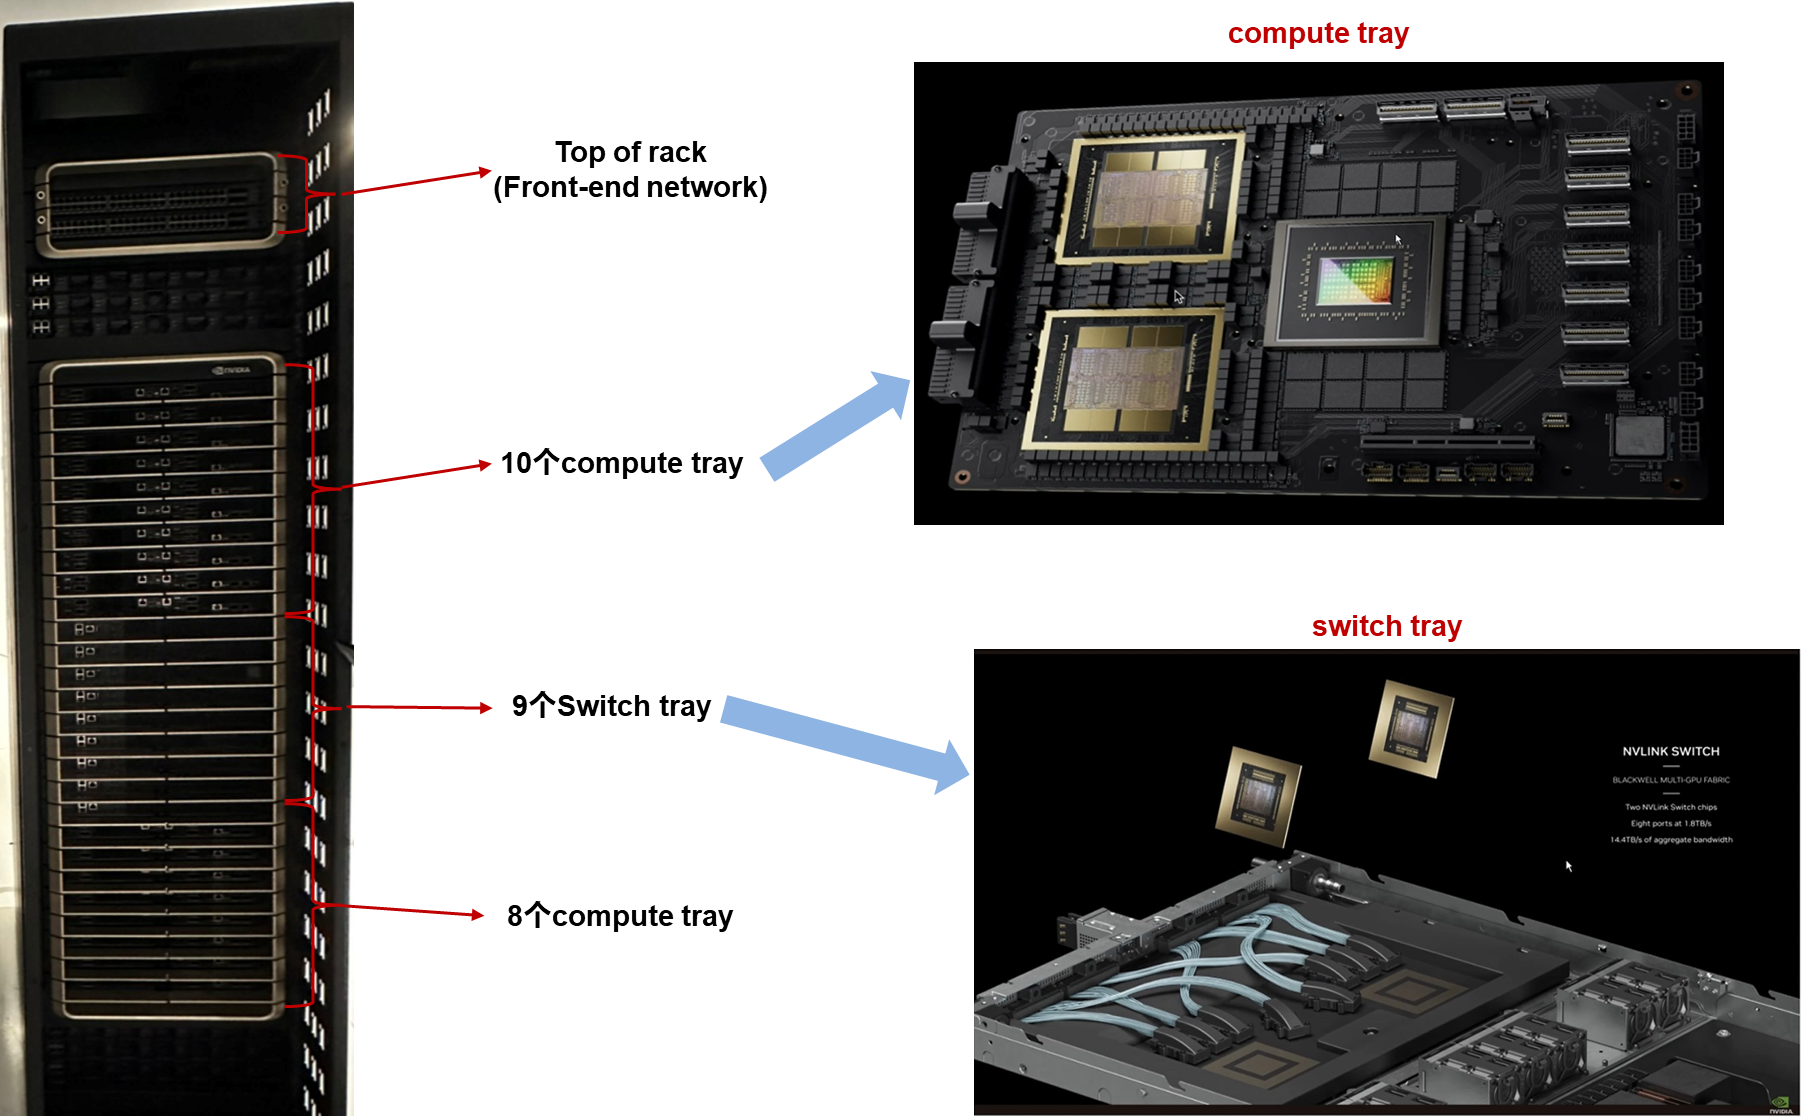 compute tray
Top of rack
(Front-end network)
NVIDIA
10个compute tray
switch tray
9个Switch tray
NVLINK SWITCH
BLACKWELL MULTI-GPU FABRIC
Two NVLink Switch chips
Eight ports at 1.8TB/s
14.4TB/s of aggregate bandwidth
8个compute tray
NVIDIA